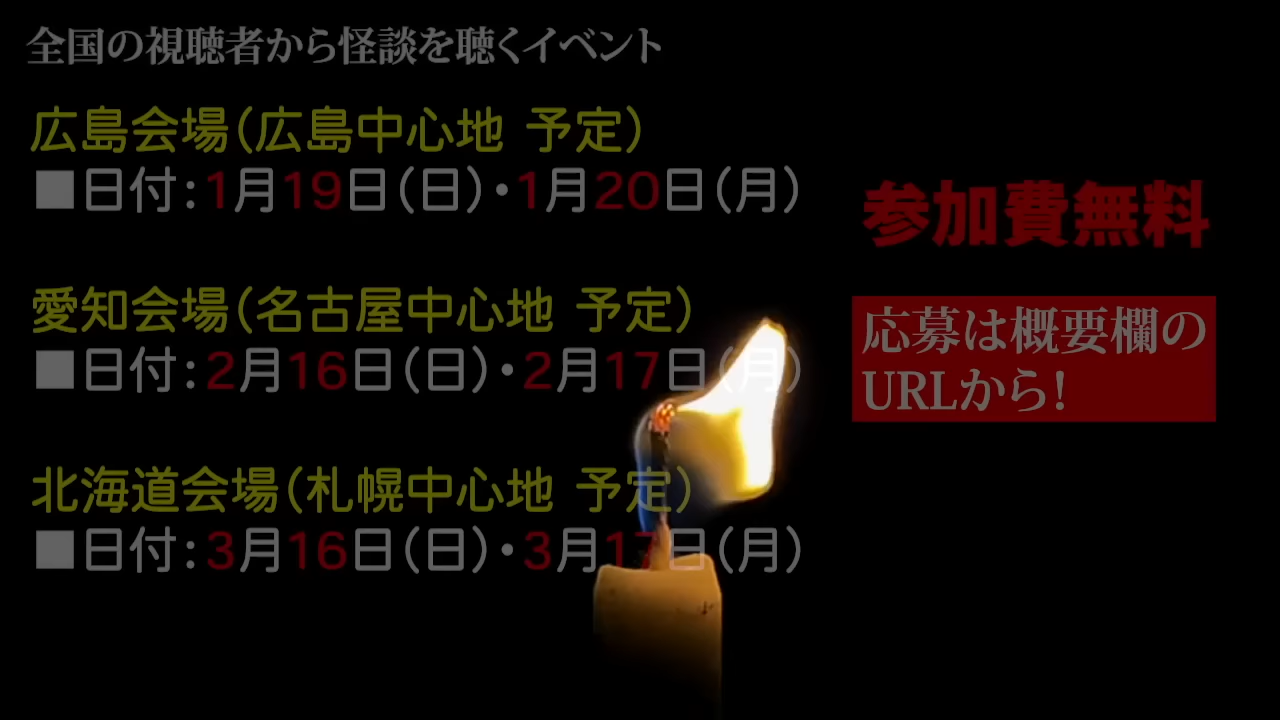 全国の視聴者から怪談を聴くイベント
広島会場(広島中心地 予定)
■日付:1月19日(日)・1月20日(月)
愛知会場(名古屋中心地 予定)
■日付:2月16日(日)・2月17日(月)
北海道会場(札幌中心地 予定)
■日付:3月16日(日)・3月17日(月)
参加費無料
応募は概要欄の
URLから!